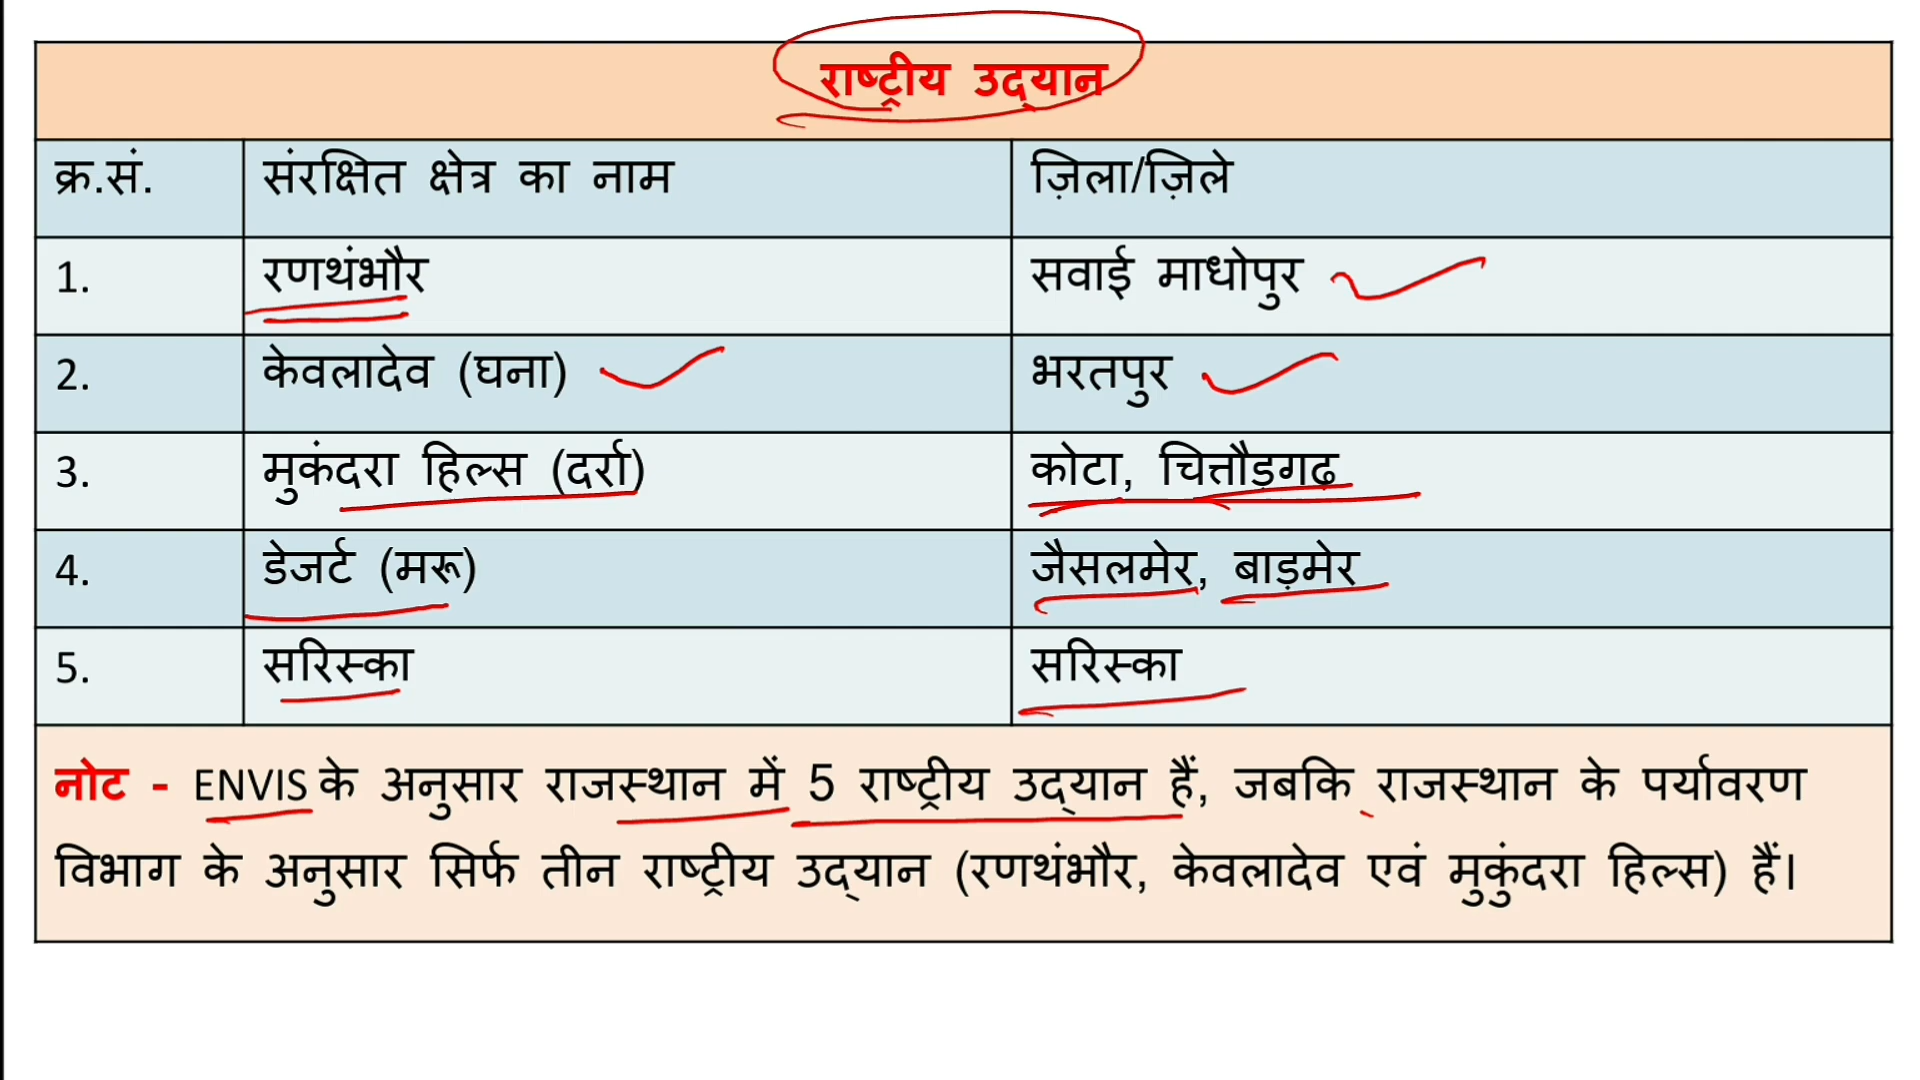 राष्ट्रीय उद्यान
क्र.सं. संरक्षित क्षेत्र का नाम ज़िला/ज़िले
1. रणथंभौर सवाई माधोपुर
2. केवलादेव (घना) भरतपुर
3. मुकंदरा हिल्स (दर्रा) कोटा, चित्तौड़गढ़
4. डेजर्ट (मरू) जैसलमेर, बाड़मेर
5. सरिस्का सरिस्का
नोट - ENVIS के अनुसार राजस्थान में 5 राष्ट्रीय उद्यान हैं, जबकि राजस्थान के पर्यावरण
विभाग के अनुसार सिर्फ तीन राष्ट्रीय उद्यान (रणथंभौर, केवलादेव एवं मुकुंदरा हिल्स) हैं।